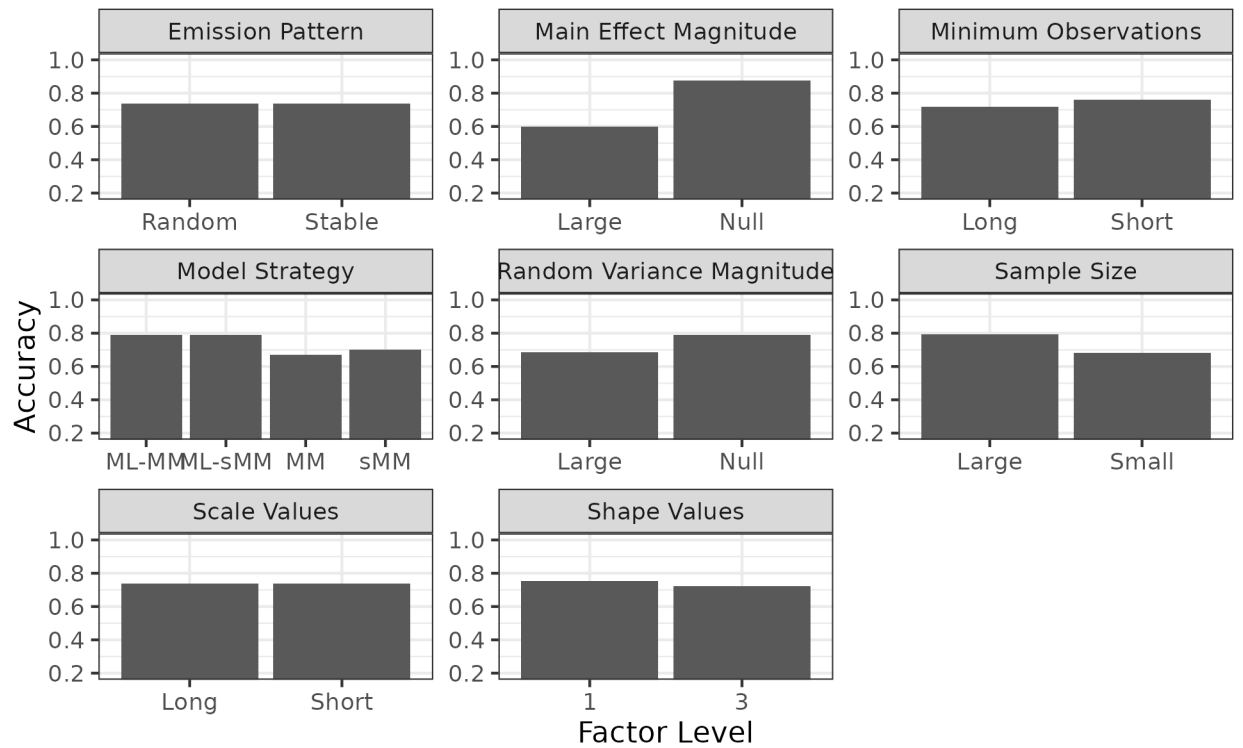 Emission Pattern
Main Effect Magnitude
Minimum Observations
1.0
0.8
0.6
0.4
0.2
1.0
0.8
0.6
0.4
0.2
1.0
0.8
0.6
0.4
0.2
Random Stable
Large Null
Long Short
Model Strategy
Random Variance Magnitude
Sample Size
1.0
0.8
0.6
0.4
0.2
1.0
0.8
0.6
0.4
0.2
1.0
0.8
0.6
0.4
0.2
Accuracy
ML-MM ML-sMM MM sMM
Large Null
Large Small
Scale Values
Shape Values
1.0
0.8
0.6
0.4
0.2
1.0
0.8
0.6
0.4
0.2
Long Short
1 3
Factor Level